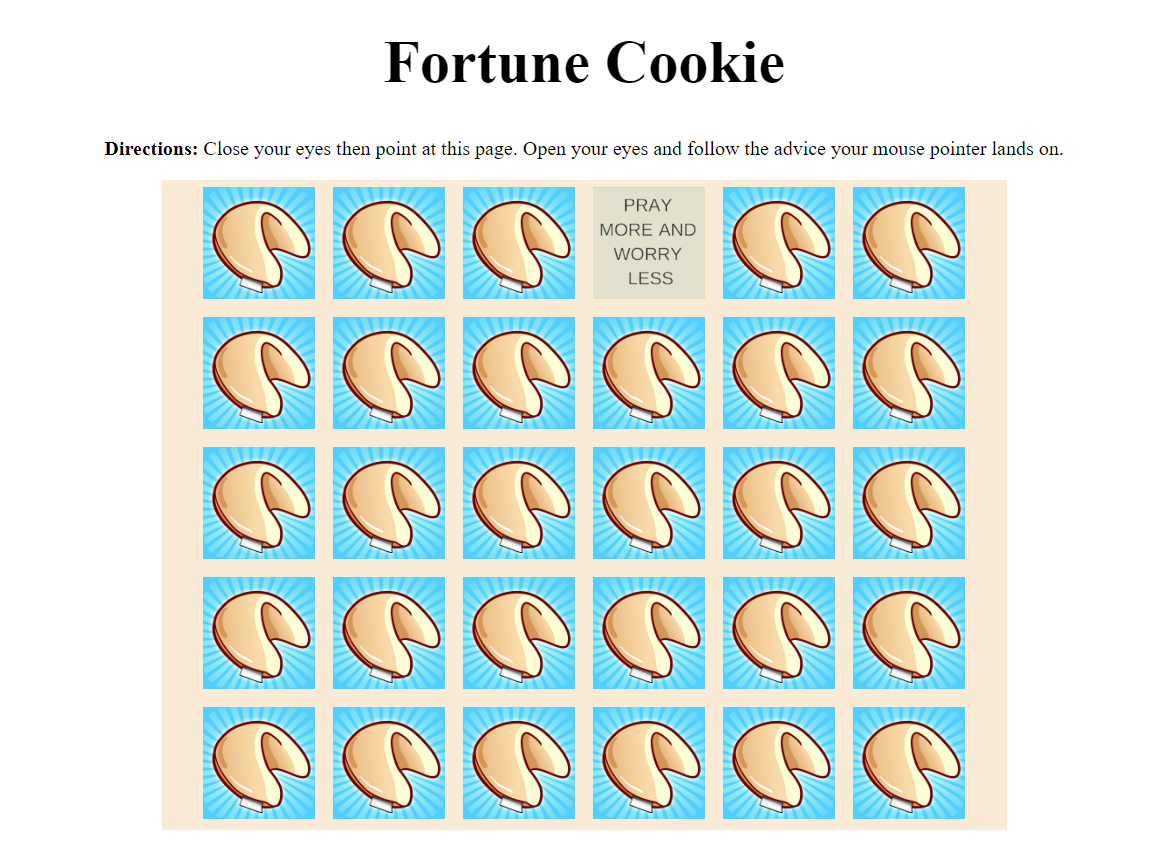 Fortune Cookie
Directions: Close your eyes then point at this page. Open your eyes and follow the advice your mouse pointer lands on.
PRAY
MORE AND
WORRY
LESS